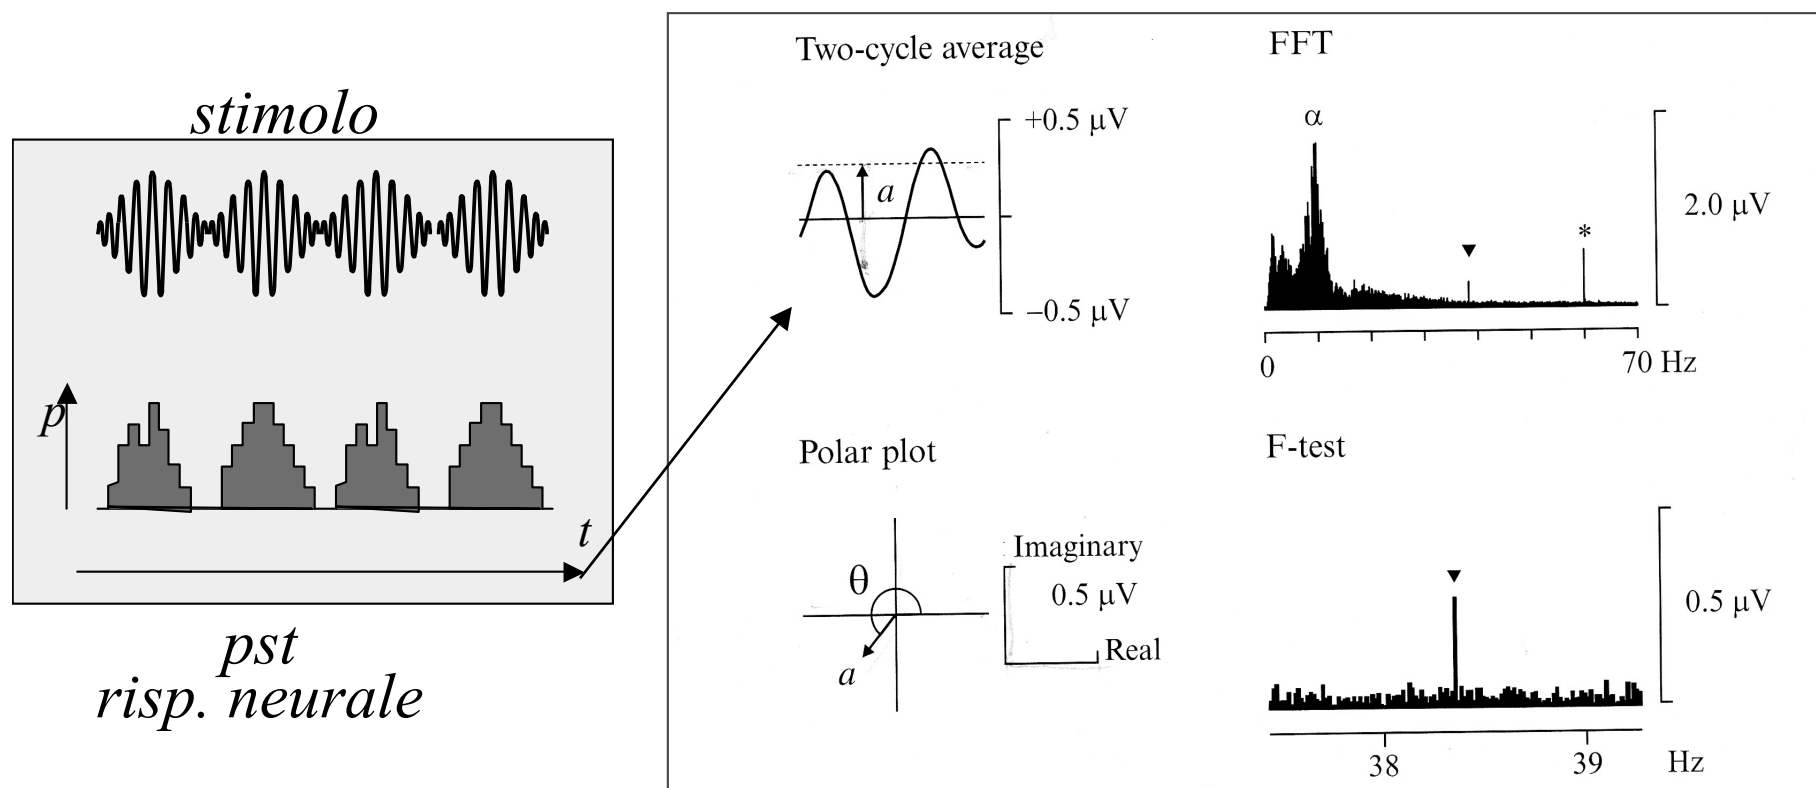 stimolo
p
t
pst
risp. neurale
Two-cycle average
+0.5 μV
a
−0.5 μV
FFT
α
*
2.0 μV
0
70 Hz
Polar plot
θ
a
Imaginary
0.5 μV
Real
F-test
0.5 μV
38
39
Hz